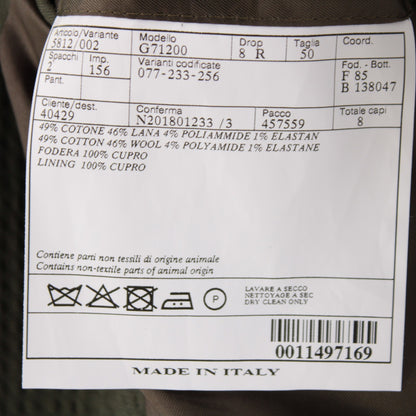 Articolo/Variante Modello Drop Taglia Coord.
5812/002 G71200 8 R 50
Spacchi Imp. Varianti codificate Fod. - Bott.
2 156 077-233-256 F 85
Pant. B 138047
Cliente/dest. Conferma Pacco Totale capi
40429 N201801233 /3 457559 8
49% COTONE 46% LANA 4% POLIAMMIDE 1% ELASTAN
49% COTTON 46% WOOL 4% POLYAMIDE 1% ELASTANE
FODERA 100% CUPRO
LINING 100% CUPRO
Contiene parti non tessili di origine animale
Contains non-textile parts of animal origin
P
LAVARE A SECCO
NETTOYAGE A SEC
DRY CLEAN ONLY
0011497169
MADE IN ITALY